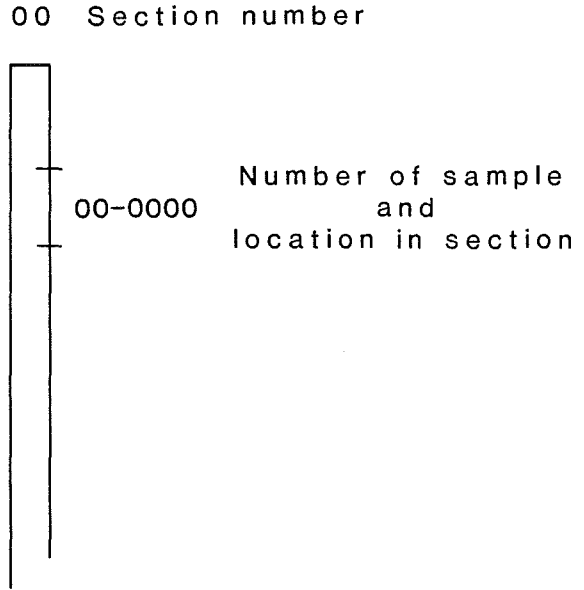 00 Section number
Number of sample
00-0000 and
location in section